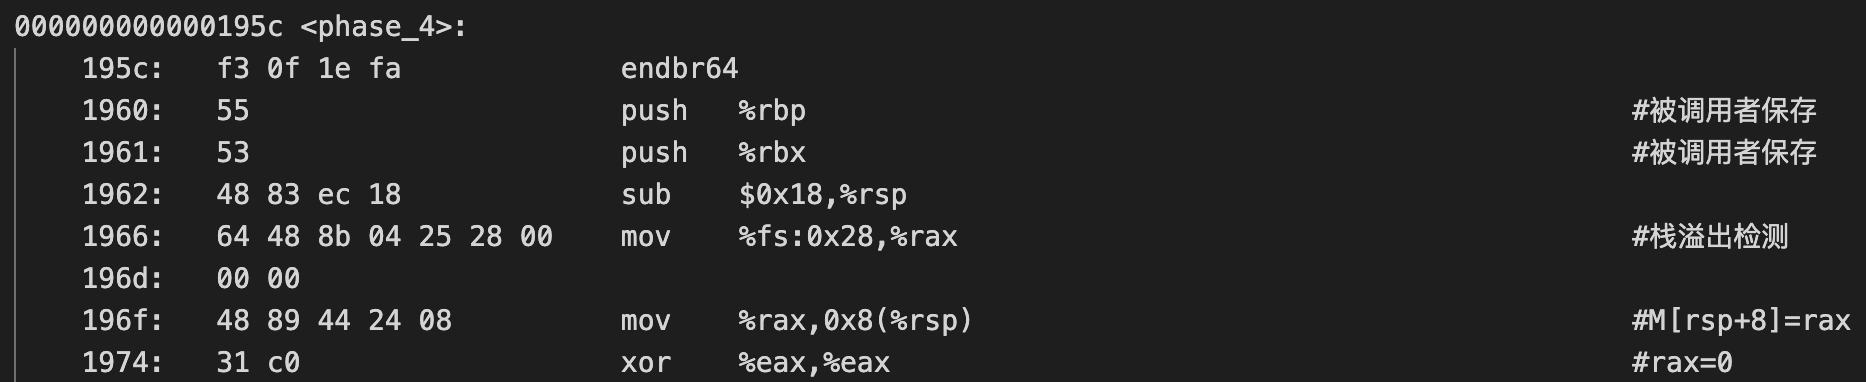 000000000000195c <phase_4>:
195c: f3 0f 1e fa endbr64
1960: 55 push %rbp #被调用者保存
1961: 53 push %rbx #被调用者保存
1962: 48 83 ec 18 sub $0x18,%rsp
1966: 64 48 8b 04 25 28 00 mov %fs:0x28,%rax #栈溢出检测
196d: 00 00
196f: 48 89 44 24 08 mov %rax,0x8(%rsp) #M[rsp+8]=rax
1974: 31 c0 xor %eax,%eax #rax=0